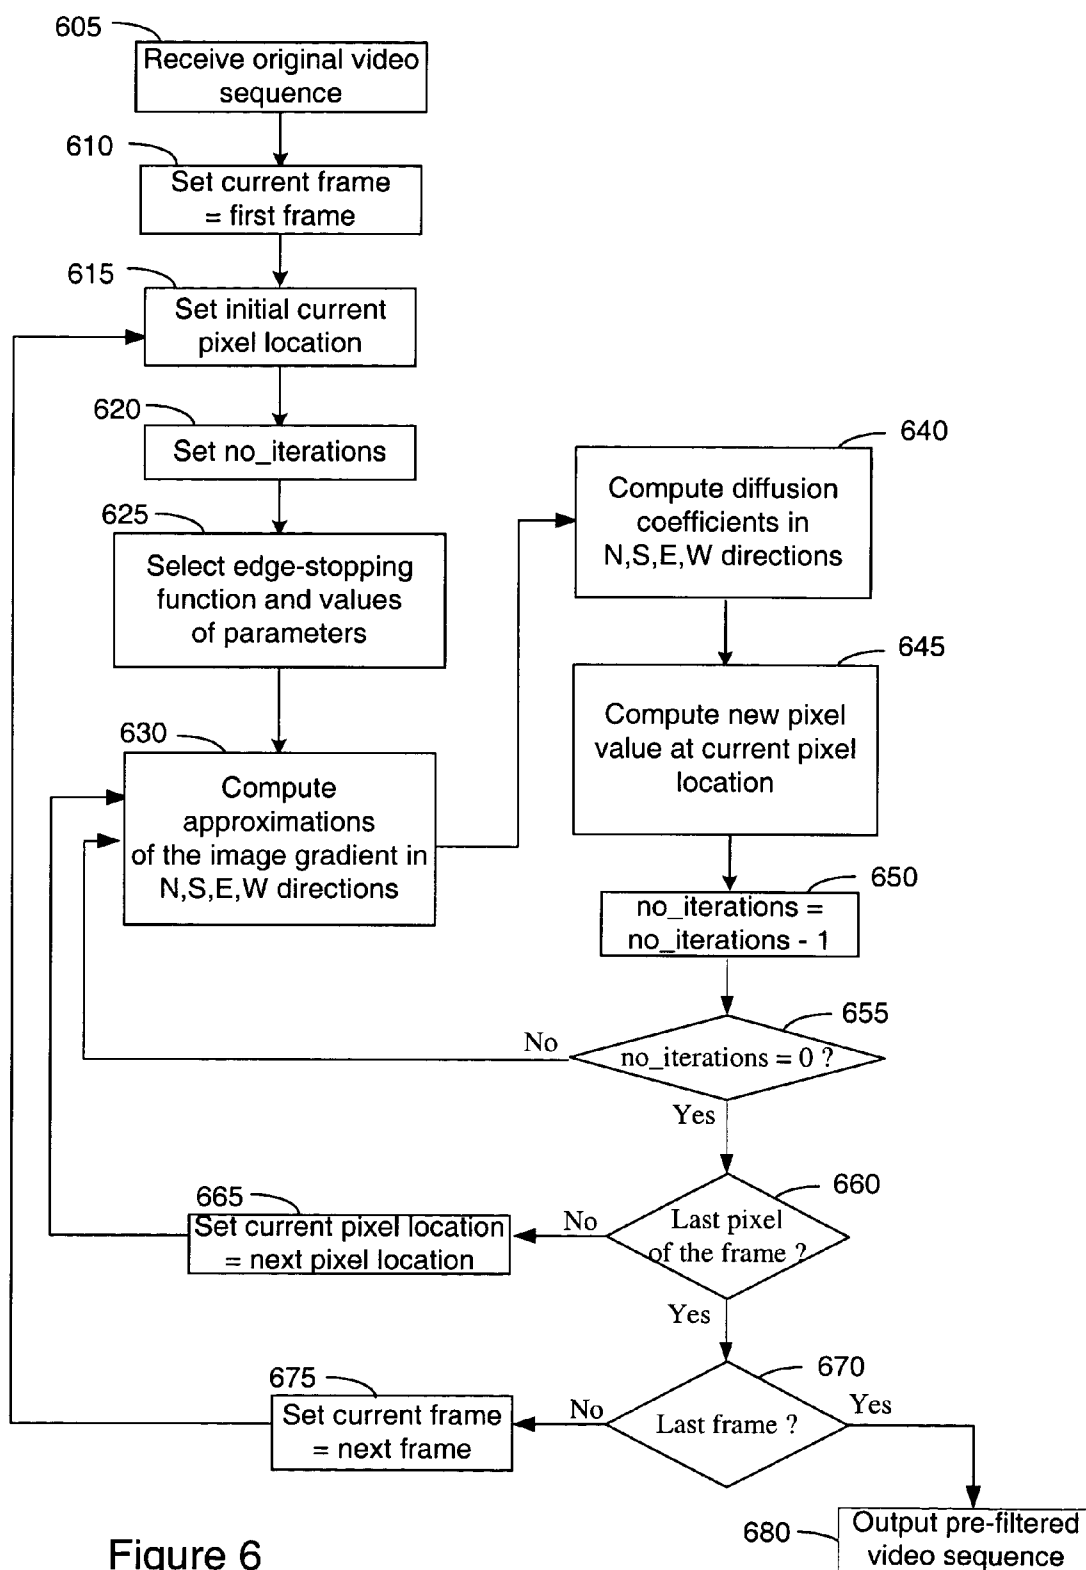 605
Receive original video
sequence
610
Set current frame
= first frame
615
Set initial current
pixel location
620
Set no_iterations
625
Select edge-stopping
function and values
of parameters
630
Compute
approximations
of the image gradient in
N,S,E,W directions
640
Compute diffusion
coefficients in
N,S,E,W directions
645
Compute new pixel
value at current pixel
location
650
no_iterations =
no_iterations - 1
655
no_iterations = 0 ?
No
Yes
660
Last pixel
of the frame ?
No
665
Set current pixel location
= next pixel location
Yes
670
Last frame ?
No
Yes
675
Set current frame
= next frame
680
Output pre-filtered
video sequence
Figure 6